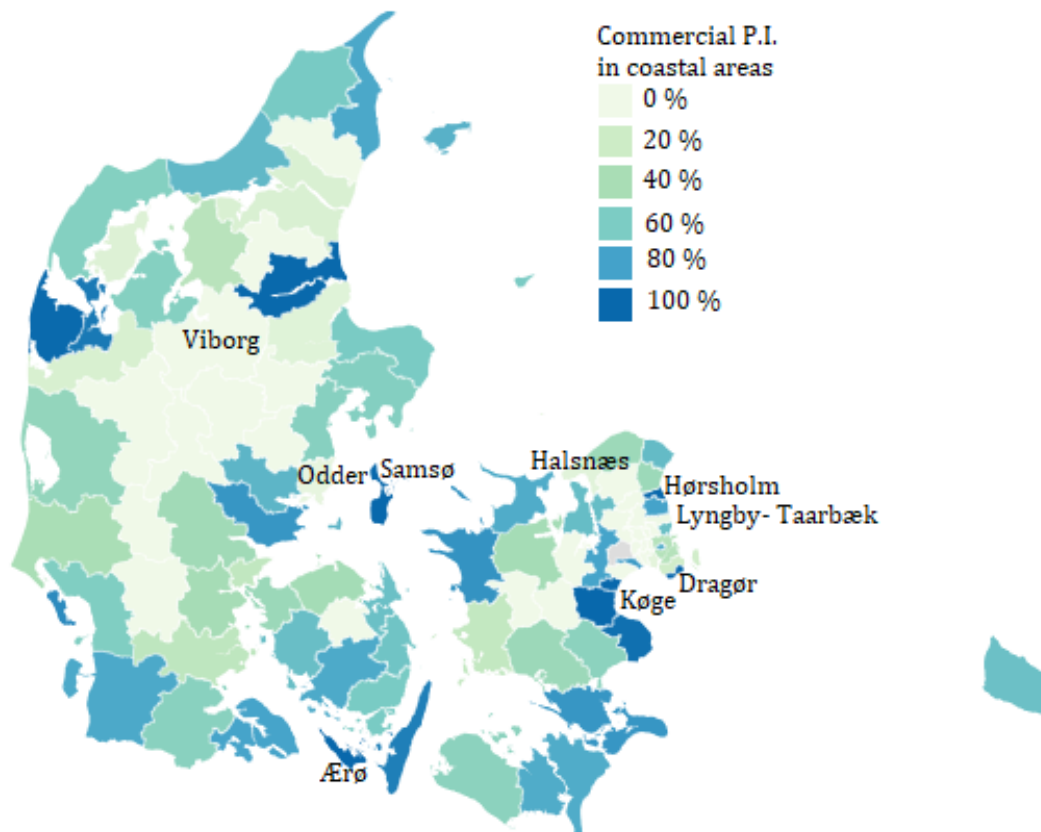 Commercial P.I.
in coastal areas
0 %
20 %
40 %
60 %
80 %
100 %
Viborg
Odder
Samsø
Halsnæs
Hørsholm
Lyngby- Taarbæk
Dragør
Køge
Ærø